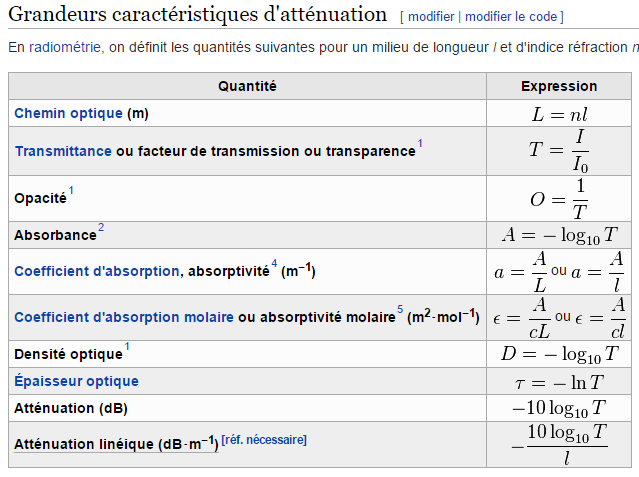 Grandeurs caractéristiques d'atténuation [ modifier | modifier le code ]
En radiométrie, on définit les quantités suivantes pour un milieu de longueur l et d'indice réfraction n
Quantité Expression
Chemin optique (m) L = nl
Transmittance ou facteur de transmission ou transparence¹ T = I/I₀
Opacité¹ O = 1/T
Absorbance² A = − log₁₀ T
Coefficient d'absorption, absorptivité⁴ (m⁻¹) a = A/L ou a = A/l
Coefficient d'absorption molaire ou absorptivité molaire⁵ (m²·mol⁻¹) ϵ = A/cL ou ϵ = A/cl
Densité optique¹ D = − log₁₀ T
Épaisseur optique τ = − ln T
Atténuation (dB) −10 log₁₀ T
Atténuation linéique (dB·m⁻¹) [réf. nécessaire] −10 log₁₀ T/l